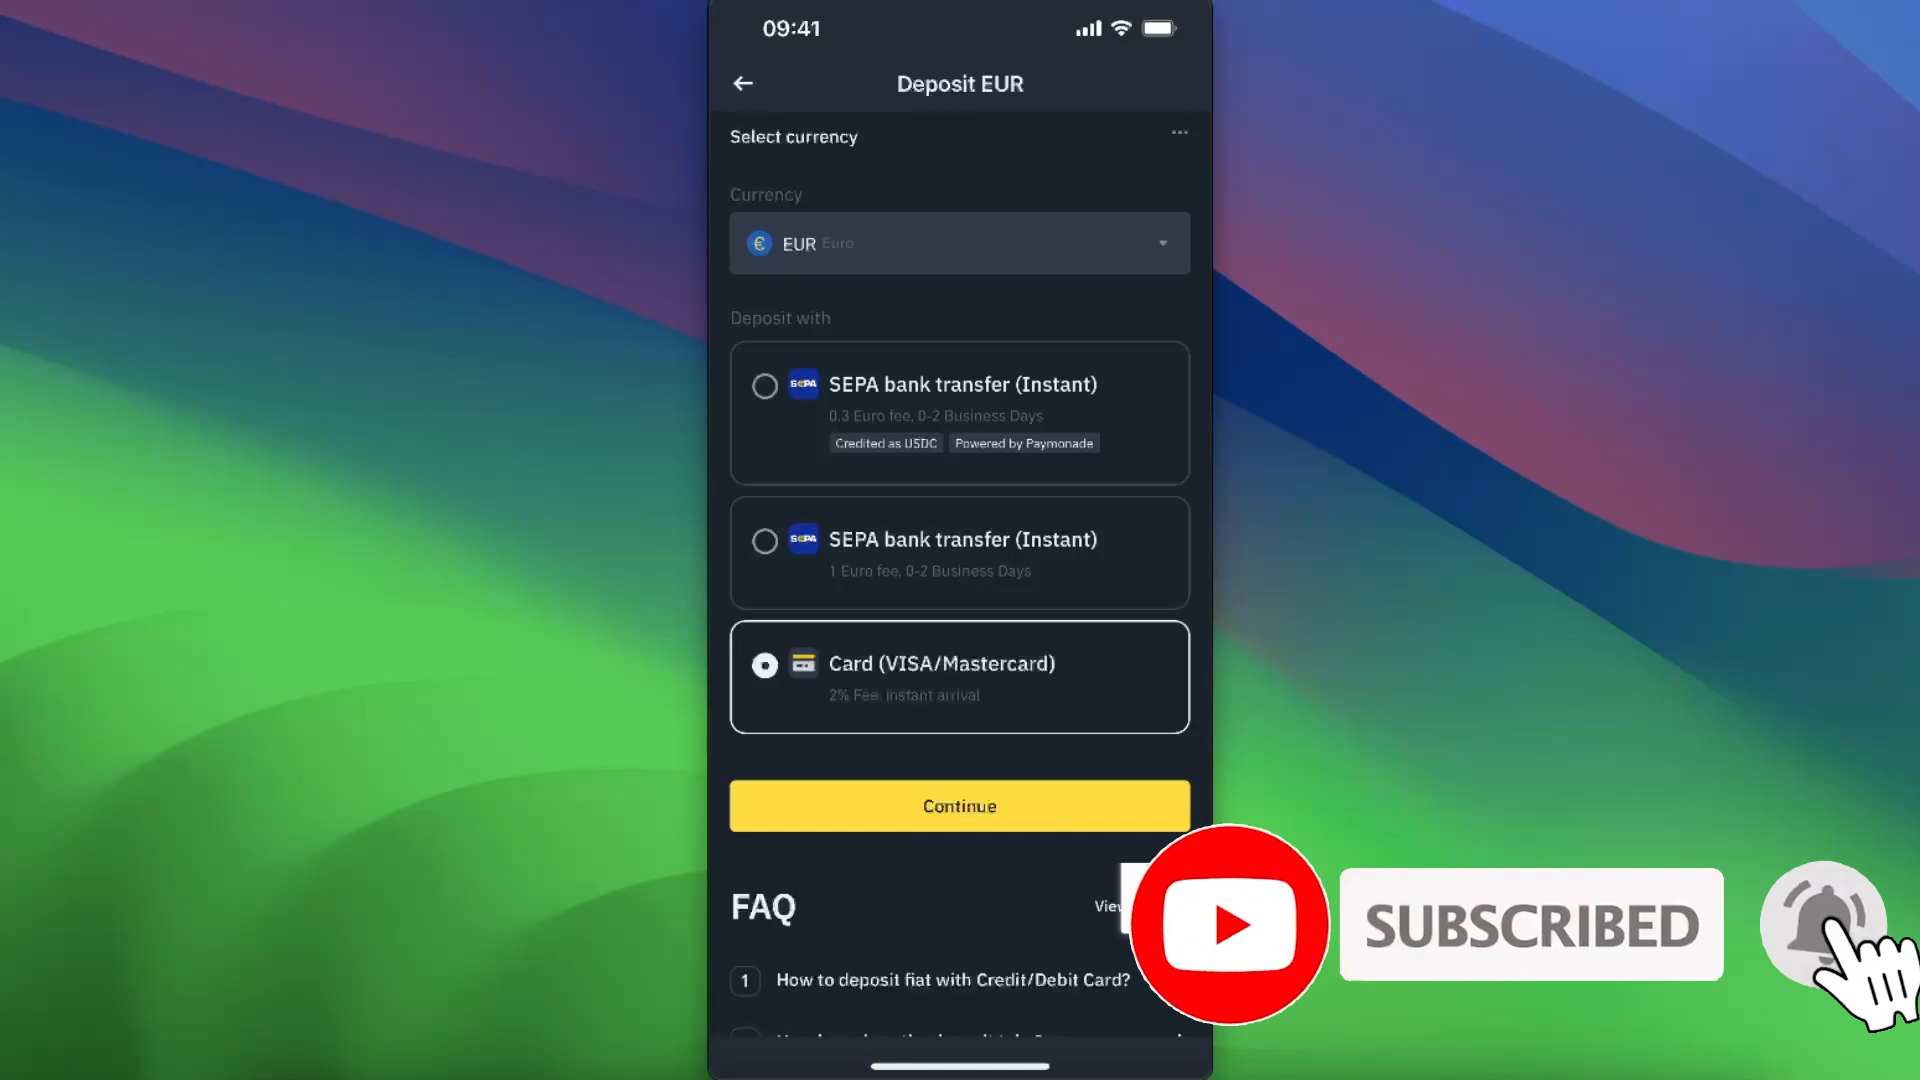 09:41
Deposit EUR
Select currency
Currency
€ EUR Euro
Deposit with
SEPA SEPA bank transfer (Instant)
0.3 Euro fee, 0-2 Business Days
Credited as USDC Powered by Paymonade
SEPA SEPA bank transfer (Instant)
1 Euro fee, 0-2 Business Days
Card (VISA/Mastercard)
2% Fee, instant arrival
Continue
FAQ
SUBSCRIBED
1 How to deposit fiat with Credit/Debit Card?